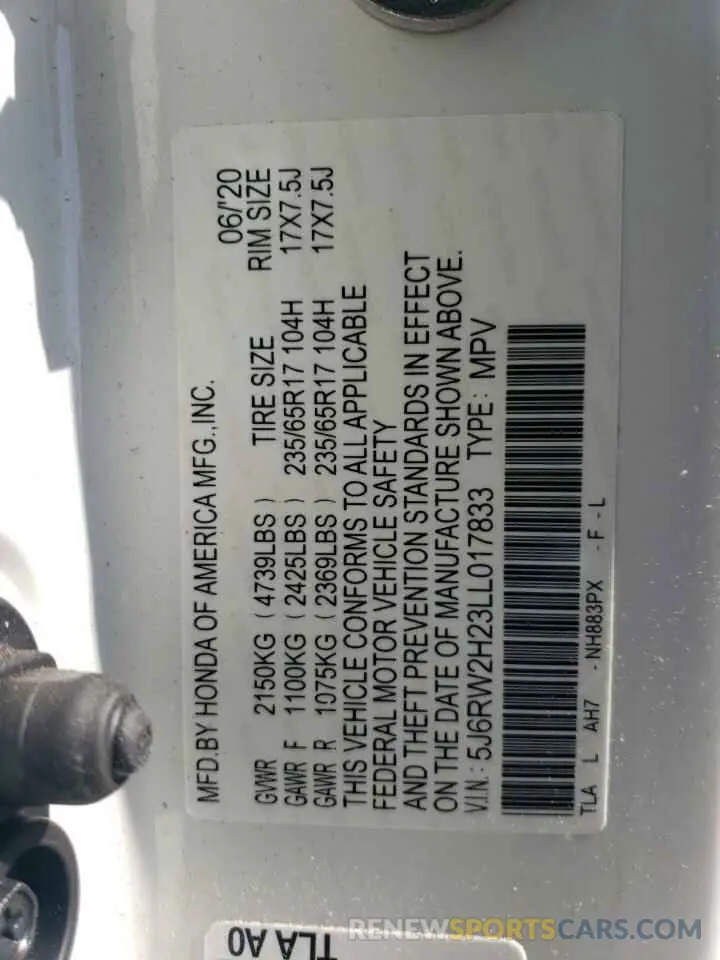 MFD.BY HONDA OF AMERICA MFG.,INC. 06/'20
GVWR 2150KG ( 4739LBS ) TIRE SIZE RIM SIZE
GAWR F 1100KG ( 2425LBS ) 235/65R17 104H 17X7.5J
GAWR R 1075KG ( 2369LBS ) 235/65R17 104H 17X7.5J
THIS VEHICLE CONFORMS TO ALL APPLICABLE
FEDERAL MOTOR VEHICLE SAFETY
AND THEFT PREVENTION STANDARDS IN EFFECT
ON THE DATE OF MANUFACTURE SHOWN ABOVE.
V.I.N.: 5J6RW2H23LL017833 TYPE: MPV
TLA L AH7 - NH883PX - F - L
TLA A0
RENEWSPORTSCARS.COM